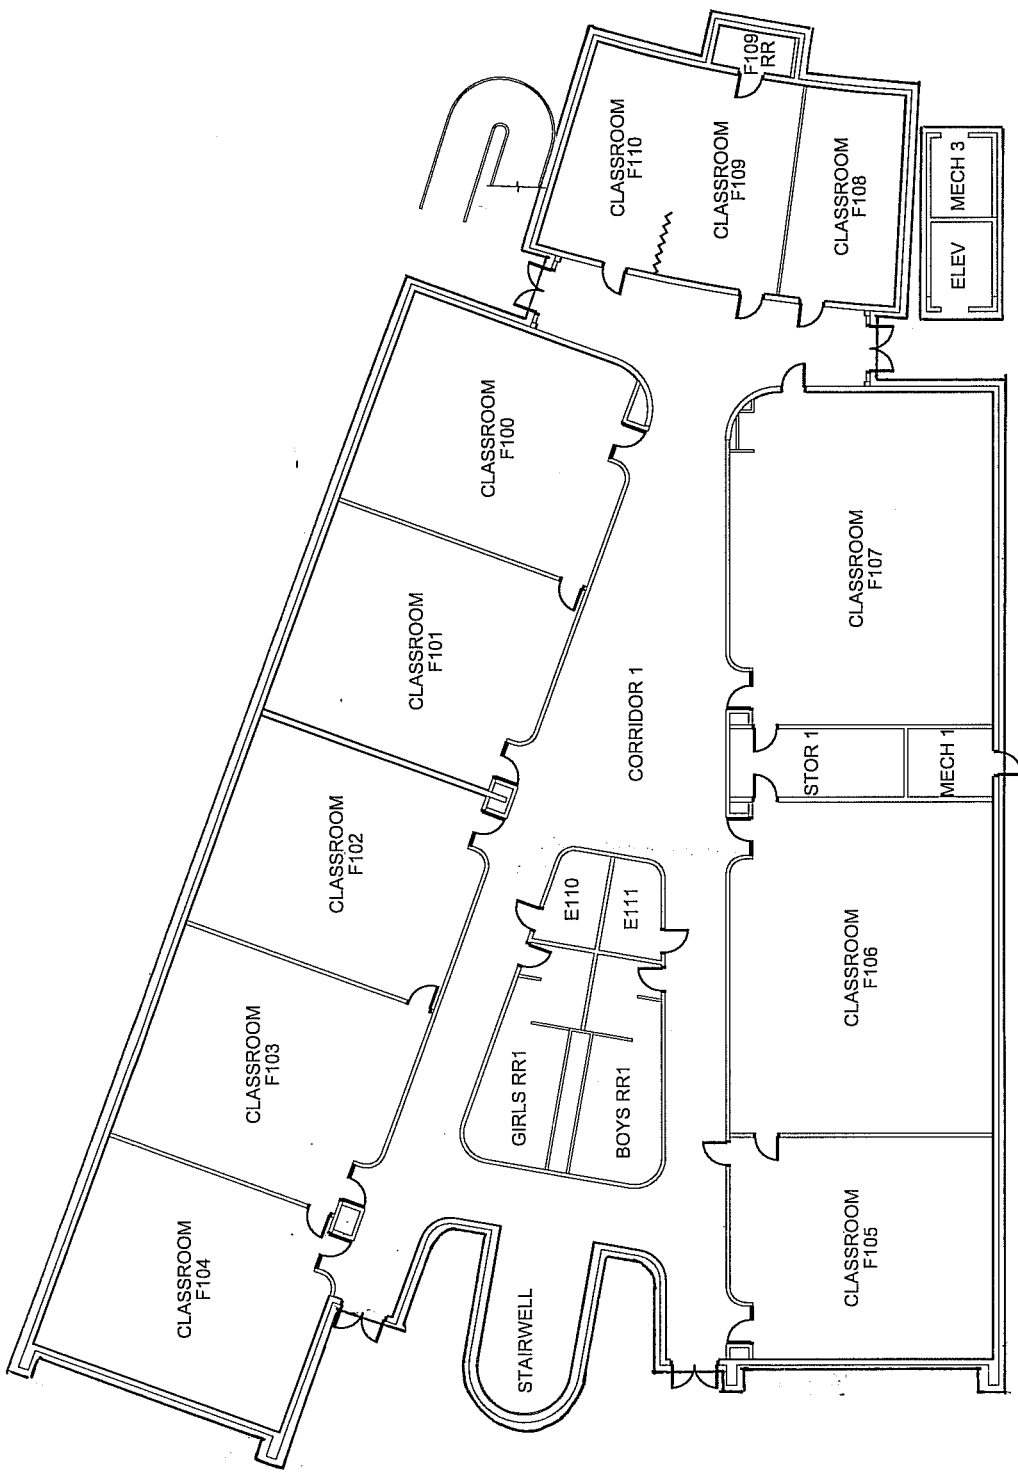 CLASSROOM
F104
CLASSROOM
F103
CLASSROOM
F102
CLASSROOM
F101
CLASSROOM
F100
STAIRWELL
GIRLS RR1
BOYS RR1
E110
E111
CORRIDOR 1
CLASSROOM
F110
CLASSROOM
F109
F109
RR
CLASSROOM
F108
CLASSROOM
F105
CLASSROOM
F106
STOR 1
MECH 1
CLASSROOM
F107
ELEV
MECH 3